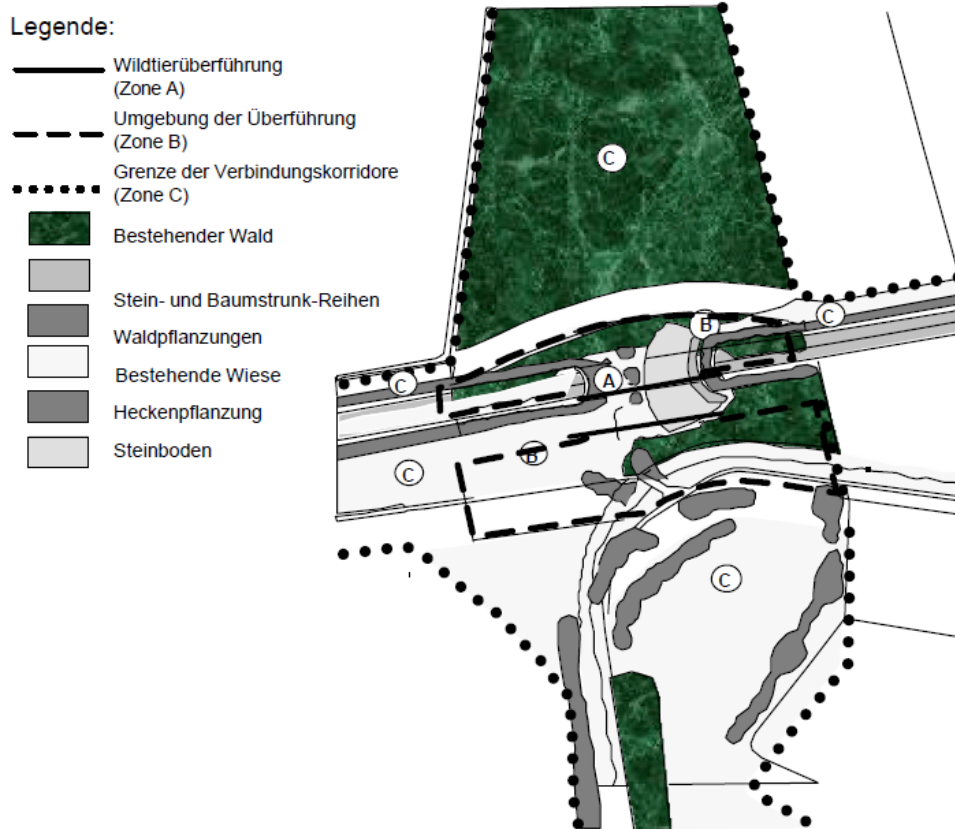 Legende:
Wildtierüberführung
(Zone A)
Umgebung der Überführung
(Zone B)
Grenze der Verbindungskorridore
(Zone C)
Bestehender Wald
Stein- und Baumstrunk-Reihen
Waldpflanzungen
Bestehende Wiese
Heckenpflanzung
Steinboden
C
B
C
C
A
B
C
C